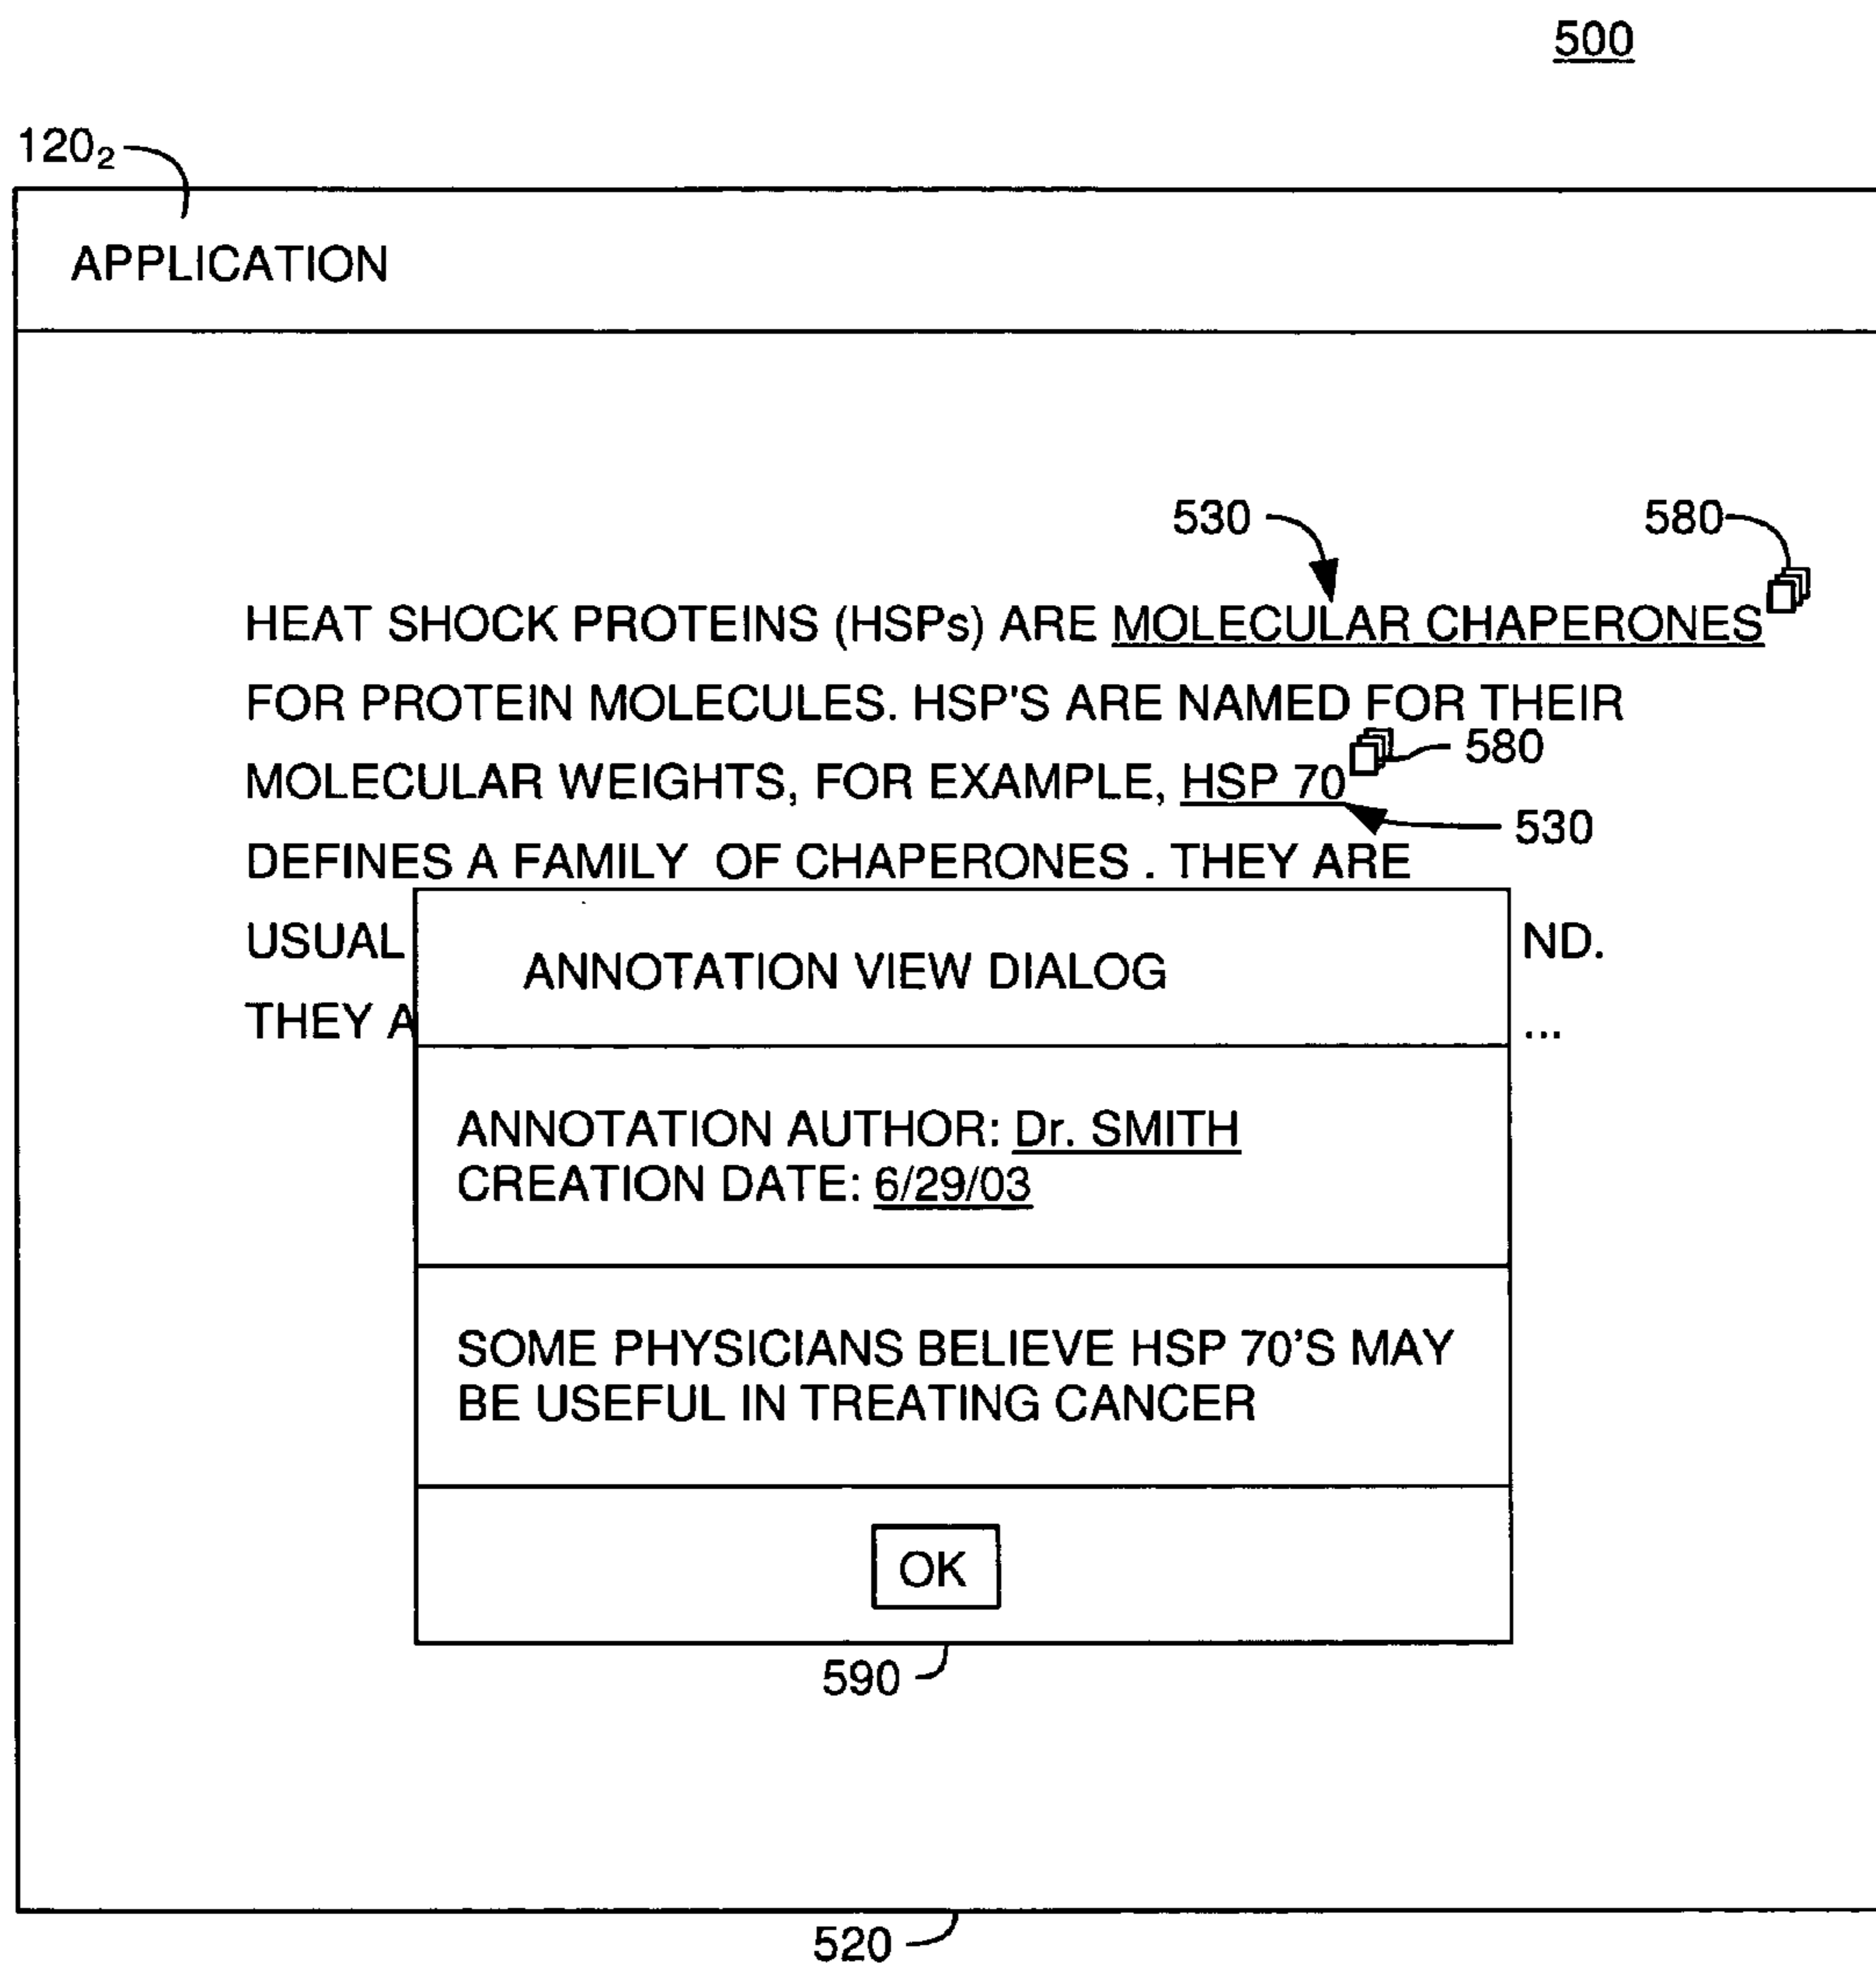 500
120₂
APPLICATION
530
580
HEAT SHOCK PROTEINS (HSPs) ARE MOLECULAR CHAPERONES
FOR PROTEIN MOLECULES. HSP'S ARE NAMED FOR THEIR
580
MOLECULAR WEIGHTS, FOR EXAMPLE, HSP 70
530
DEFINES A FAMILY OF CHAPERONES . THEY ARE
USUAL ND.
THEY A ...
ANNOTATION VIEW DIALOG
ANNOTATION AUTHOR: Dr. SMITH
CREATION DATE: 6/29/03
SOME PHYSICIANS BELIEVE HSP 70'S MAY
BE USEFUL IN TREATING CANCER
OK
590
520